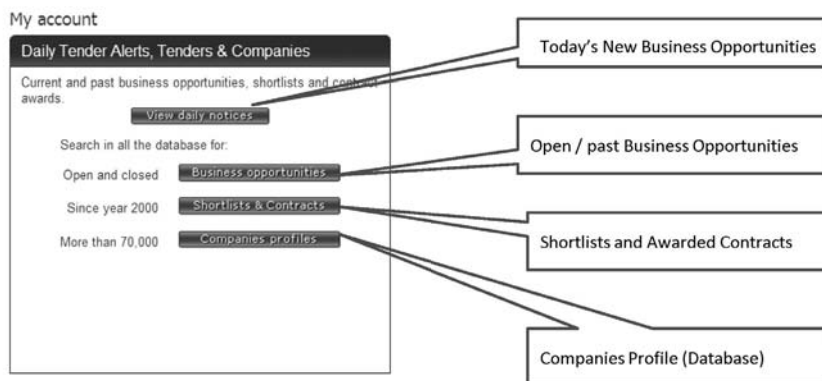 My account
Daily Tender Alerts, Tenders & Companies
Current and past business opportunities, shortlists and contract
awards.
View daily notices
Search in all the database for:
Open and closed Business opportunities
Since year 2000 Shortlists & Contracts
More than 70,000 Companies profiles
Today's New Business Opportunities
Open / past Business Opportunities
Shortlists and Awarded Contracts
Companies Profile (Database)